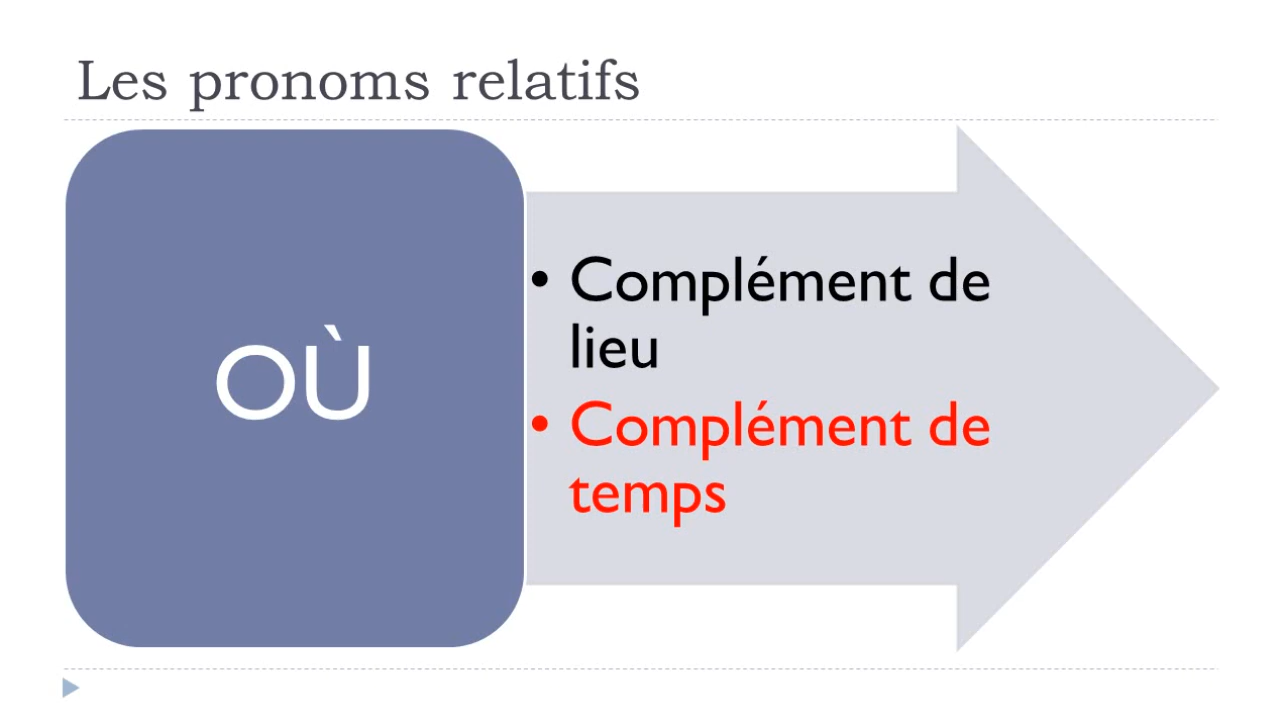 Les pronoms relatifs
OÙ
• Complément de
lieu
• Complément de
temps